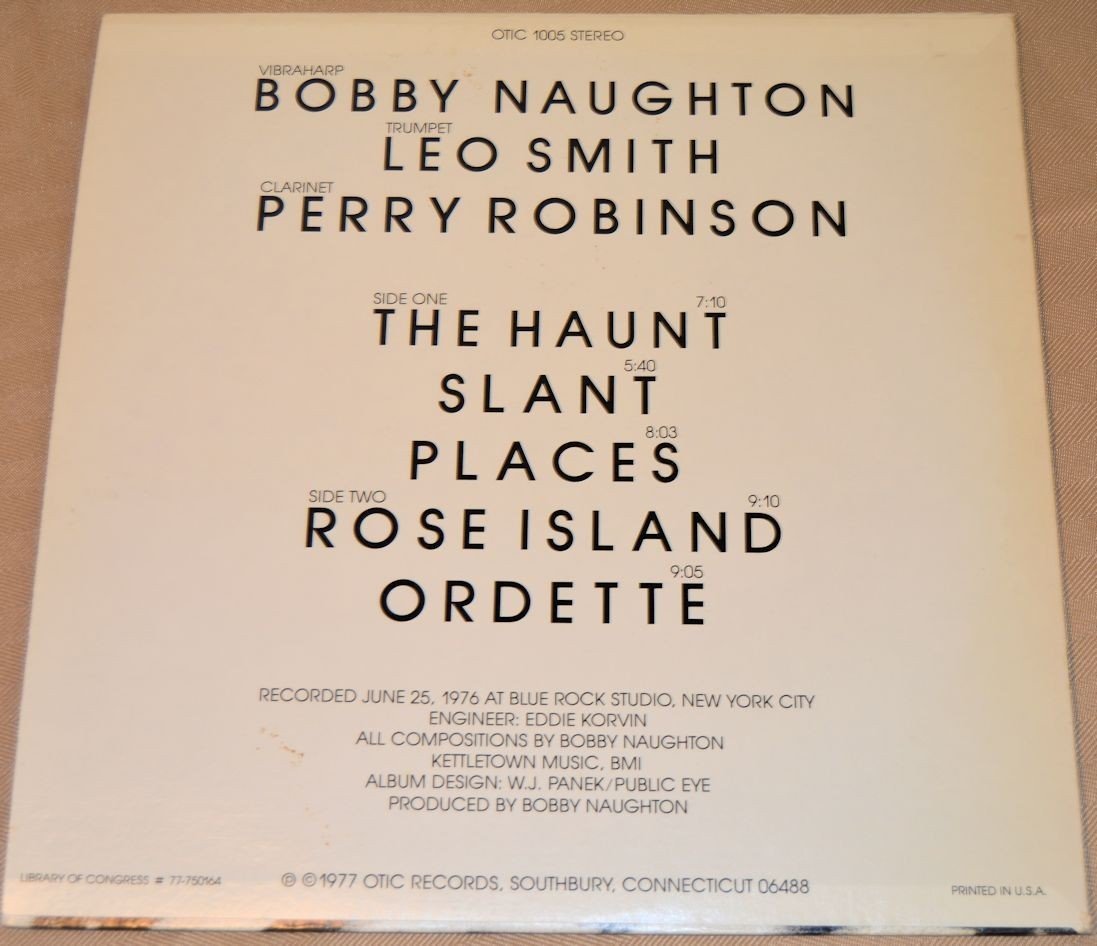 OTIC 1005 STEREO
VIBRAHARP
BOBBY NAUGHTON
TRUMPET
LEO SMITH
CLARINET
PERRY ROBINSON
SIDE ONE 7:10
THE HAUNT
5:40
SLANT
8:03
PLACES
SIDE TWO 9:10
ROSE ISLAND
9:05
ORDETTE
RECORDED JUNE 25, 1976 AT BLUE ROCK STUDIO, NEW YORK CITY
ENGINEER: EDDIE KORVIN
ALL COMPOSITIONS BY BOBBY NAUGHTON
KETTLETOWN MUSIC, BMI
ALBUM DESIGN: W.J. PANEK/PUBLIC EYE
PRODUCED BY BOBBY NAUGHTON
LIBRARY OF CONGRESS # 77-750164
℗ ©1977 OTIC RECORDS, SOUTHBURY, CONNECTICUT 06488
PRINTED IN U.S.A.